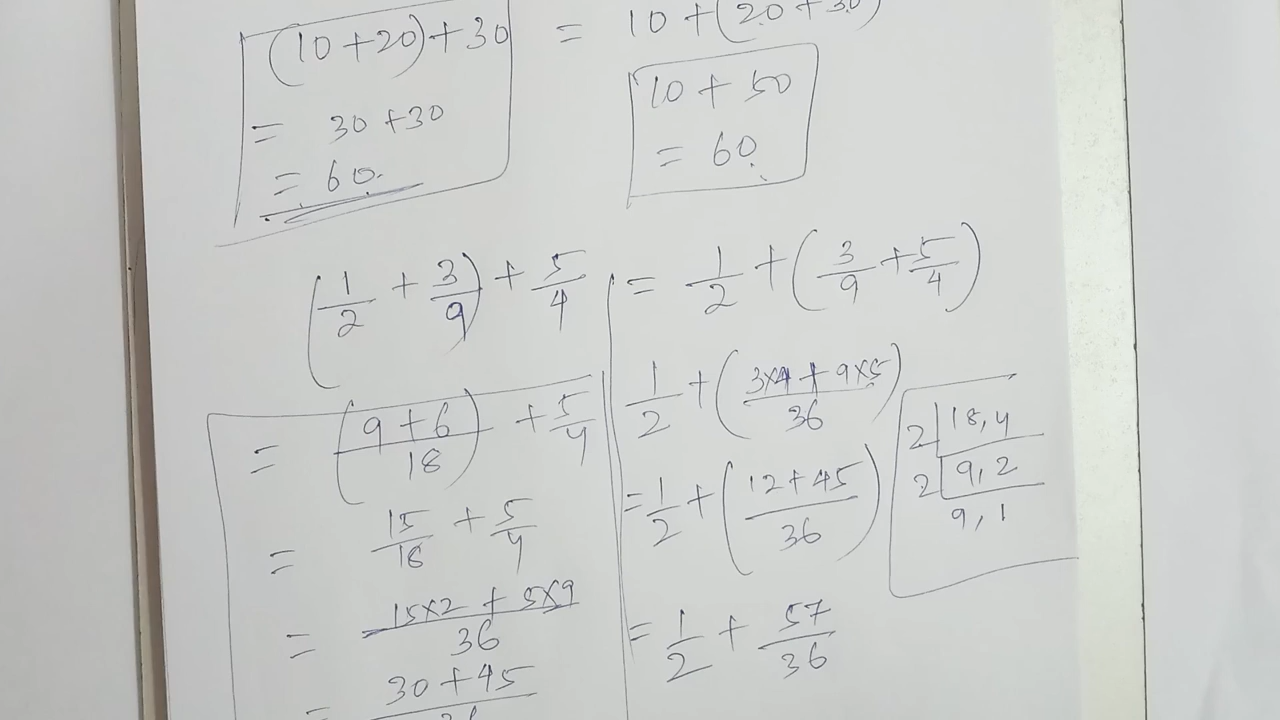 (10+20)+30 = 10+(20+30)
= 30+30
= 60.
10+50
= 60.
(1/2 + 3/9) + 5/4 = 1/2 + (3/9 + 5/4)
= (9+6/18) + 5/4
= 15/18 + 5/4
= 15×2 + 5×9/36
= 30+45/36
1/2 + (3×4+9×5/36)
= 1/2 + (12+45/36)
= 1/2 + 57/36
2 | 18,4
2 | 9,2
9,1